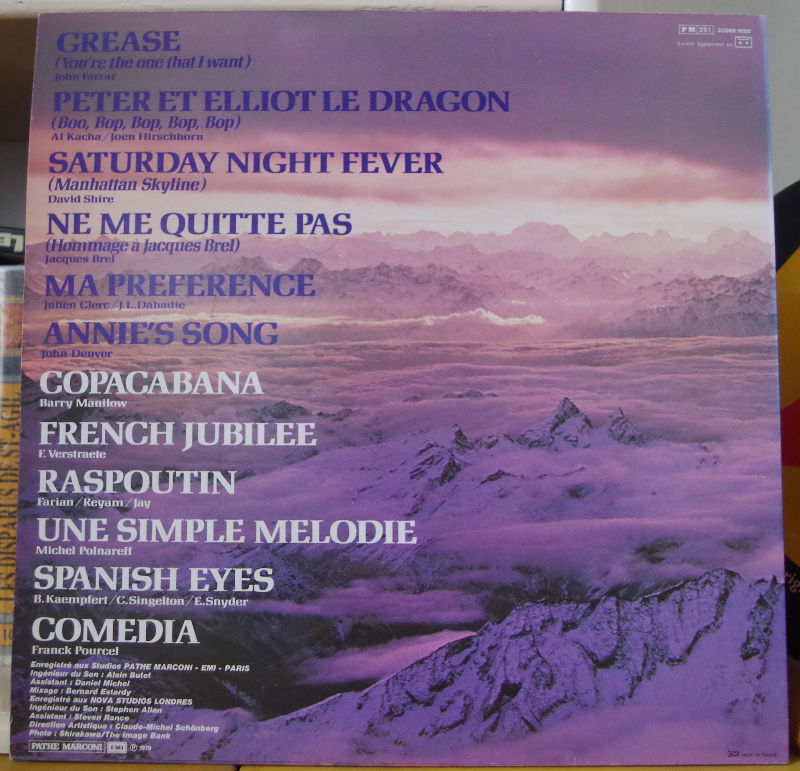 GREASE
(You're the one that I want)
John Farrar
PETER ET ELLIOT LE DRAGON
(Boo, Bop, Bop, Bop, Bop)
Al Kacha/Joen Hirschhorn
SATURDAY NIGHT FEVER
(Manhattan Skyline)
David Shire
NE ME QUITTE PAS
(Hommage à Jacques Brel)
Jacques Brel
MA PREFERENCE
Julien Clerc/J.L.Dabadie
ANNIE'S SONG
John Denver
COPACABANA
Barry Manilow
FRENCH JUBILEE
F. Verstraete
RASPOUTIN
Farian/Reyam/Jay
UNE SIMPLE MELODIE
Michel Polnareff
SPANISH EYES
B. Kaempfert/C. Singelton/E. Snyder
COMEDIA
Franck Pourcel
Enregistré aux Studios PATHE MARCONI - EMI - PARIS
Ingénieur du Son : Alain Butet
Assistant : Daniel Michel
Mixage : Bernard Estardy
Enregistré aux NOVA STUDIOS LONDRES
Ingénieur du Son : Stephen Allen
Assistant : Steven Rance
Direction Artistique : Claude-Michel Schönberg
Photo : Shirakawa/The Image Bank
PATHE MARCONI EMI ℗ 1979
PM 251
Existe également en
MADE IN FRANCE